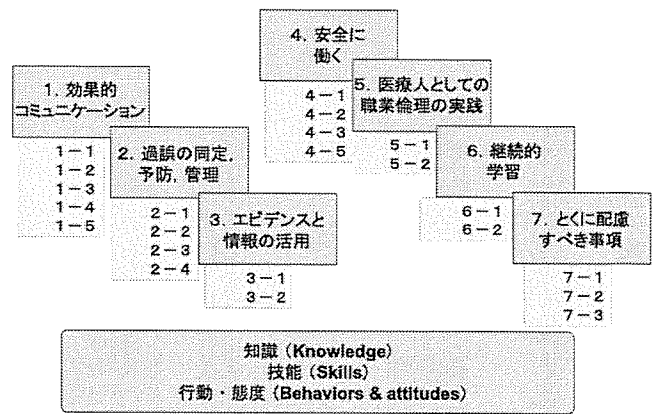 1．効果的
コミュニケーション
1－1
1－2
1－3
1－4
1－5
2．過誤の同定，
予防，管理
2－1
2－2
2－3
2－4
3．エビデンスと
情報の活用
3－1
3－2
4．安全に
働く
4－1
4－2
4－3
4－5
5．医療人としての
職業倫理の実践
5－1
5－2
6．継続的
学習
6－1
6－2
7．とくに配慮
すべき事項
7－1
7－2
7－3
知識（Knowledge）
技能（Skills）
行動・態度（Behaviors & attitudes）